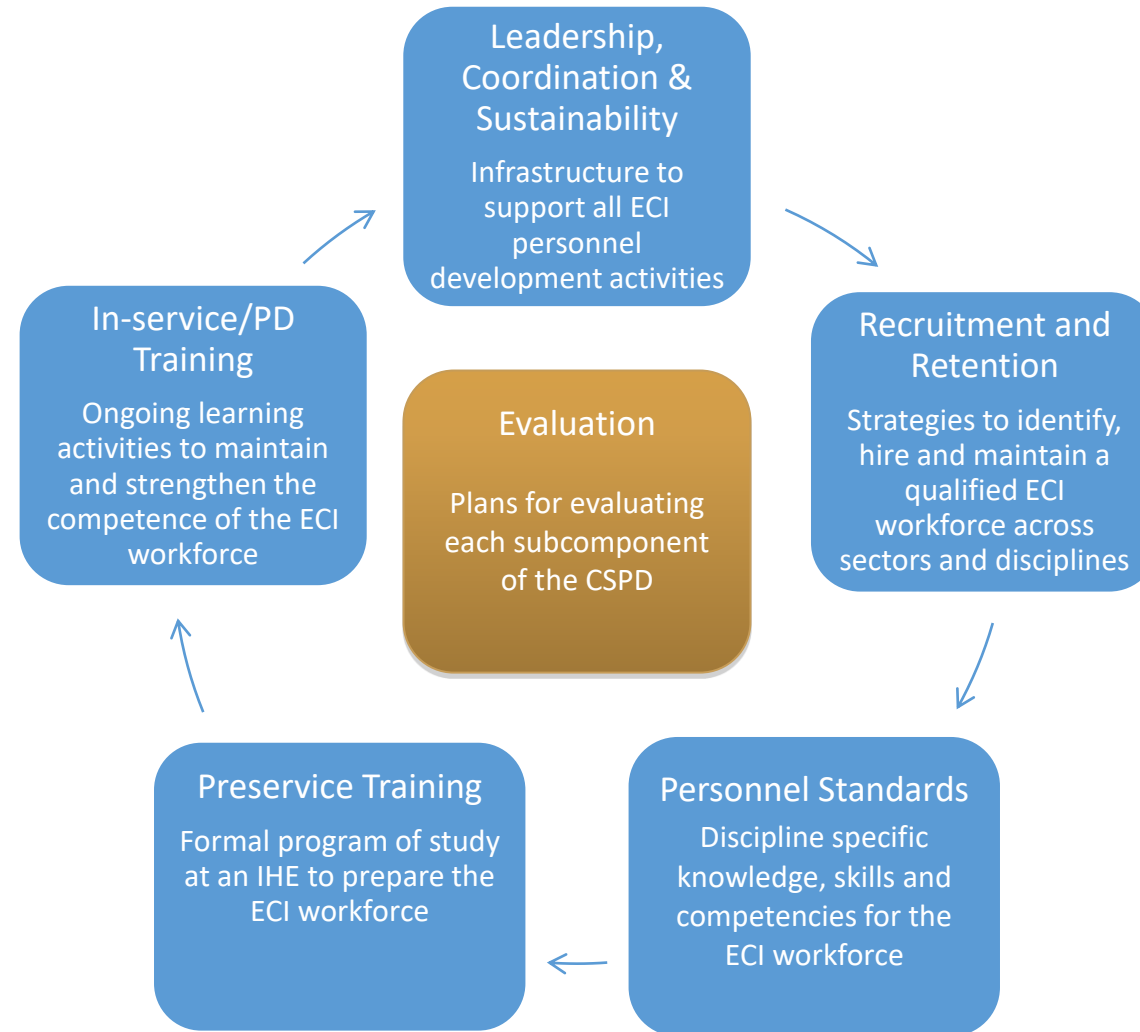 Leadership,
Coordination &
Sustainability
Infrastructure to
support all ECI
personnel
development activities
Recruitment and
Retention
Strategies to identify,
hire and maintain a
qualified ECI
workforce across
sectors and disciplines
Personnel Standards
Discipline specific
knowledge, skills and
competencies for the
ECI workforce
Preservice Training
Formal program of study
at an IHE to prepare the
ECI workforce
In-service/PD
Training
Ongoing learning
activities to maintain
and strengthen the
competence of the ECI
workforce
Evaluation
Plans for evaluating
each subcomponent
of the CSPD